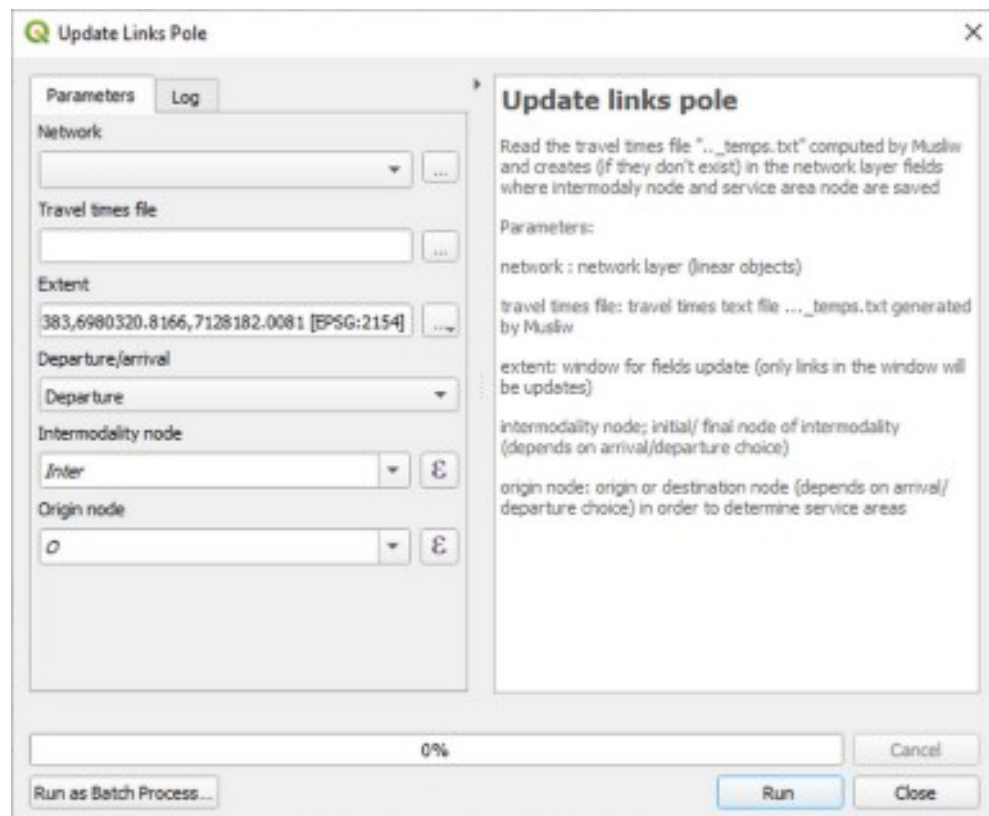 Update Links Pole
Parameters
Log
Network
...
Travel times file
...
Extent
383,6980320.8166,7128182.0081 [EPSG:2154]
...
Departure/arrival
Departure
Intermodality node
Inter
ε
Origin node
O
ε
Update links pole
Read the travel times file ".._temps.txt" computed by Musliw
and creates (if they don't exist) in the network layer fields
where intermodaly node and service area node are saved
Parameters:
network : network layer (linear objects)
travel times file: travel times text file ...._temps.txt generated
by Musliw
extent: window for fields update (only links in the window will
be updates)
intermodality node; initial/ final node of intermodality
(depends on arrival/departure choice)
origin node: origin or destination node (depends on arrival/
departure choice) in order to determine service areas
0%
Cancel
Run as Batch Process...
Run
Close